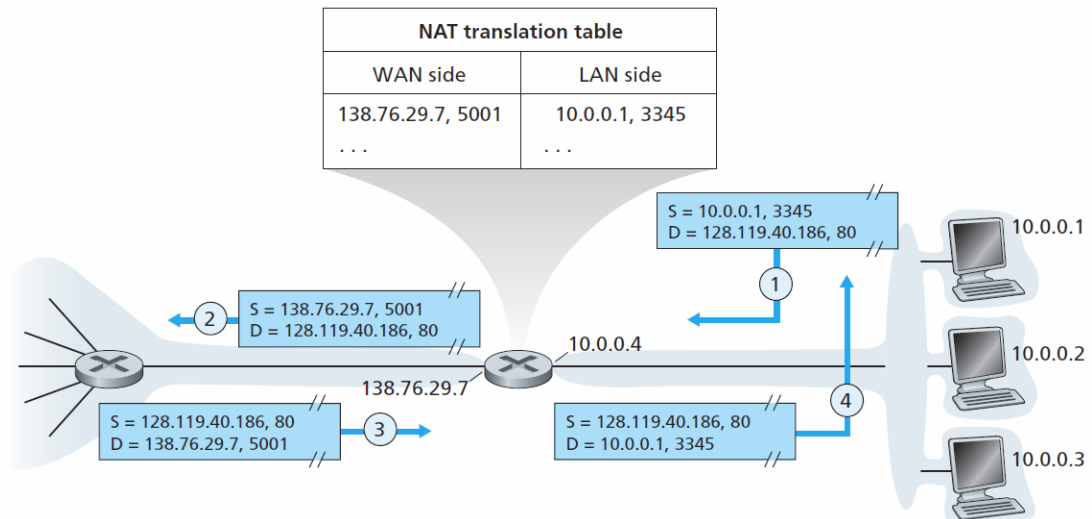 NAT translation table
WAN side LAN side
138.76.29.7, 5001 10.0.0.1, 3345
. . . . . .
S = 10.0.0.1, 3345
D = 128.119.40.186, 80
10.0.0.1
1
2
S = 138.76.29.7, 5001
D = 128.119.40.186, 80
10.0.0.4
10.0.0.2
138.76.29.7
S = 128.119.40.186, 80
D = 138.76.29.7, 5001
3
S = 128.119.40.186, 80
D = 10.0.0.1, 3345
4
10.0.0.3